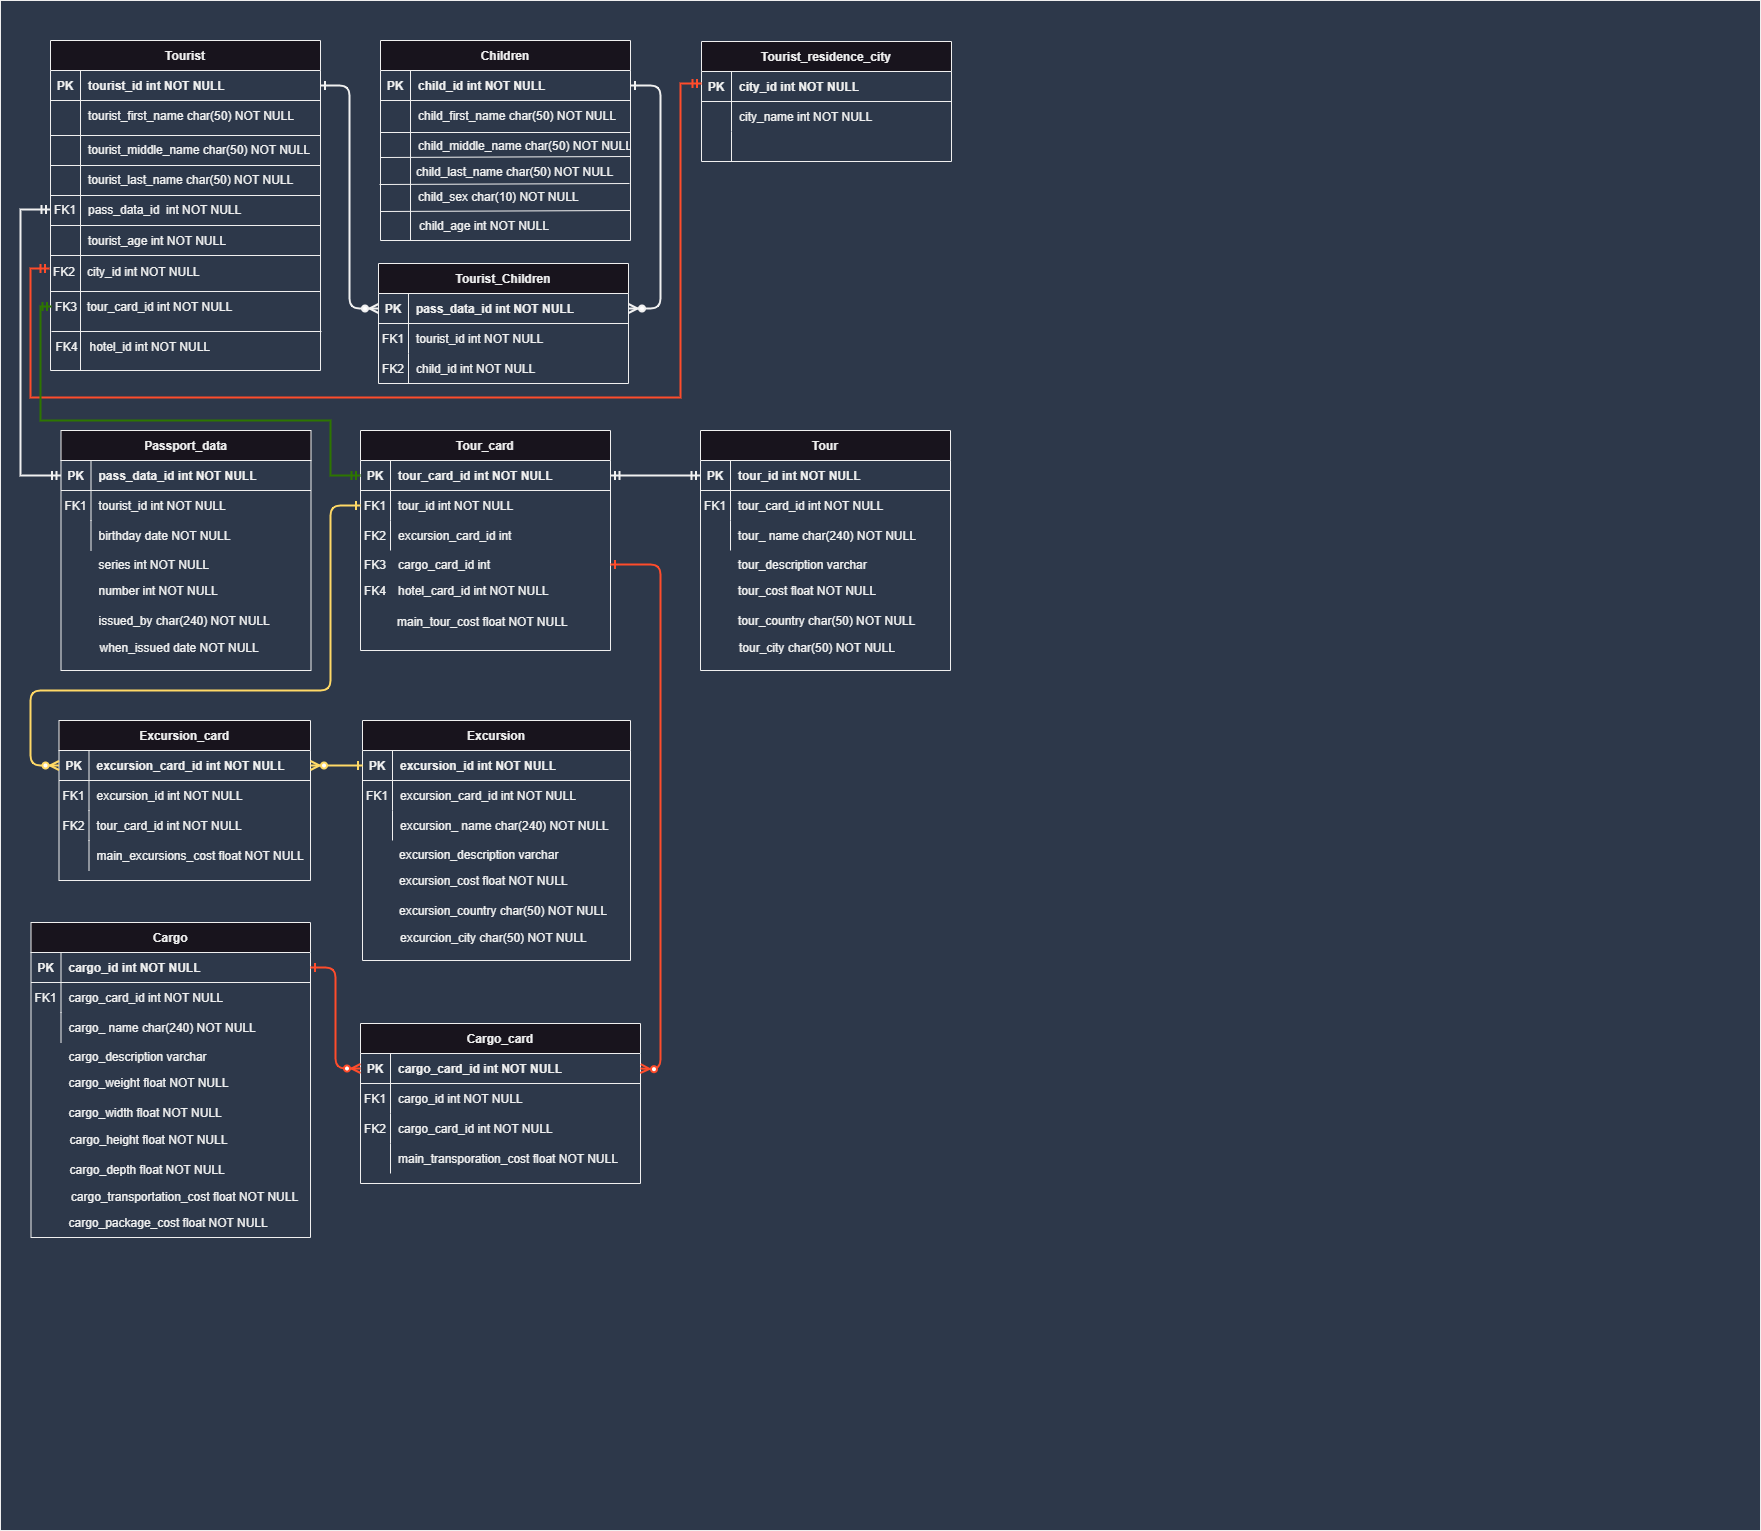 Tourist
PK tourist_id int NOT NULL
tourist_first_name char(50) NOT NULL
tourist_middle_name char(50) NOT NULL
tourist_last_name char(50) NOT NULL
FK1 pass_data_id int NOT NULL
tourist_age int NOT NULL
FK2 city_id int NOT NULL
FK3 tour_card_id int NOT NULL
FK4 hotel_id int NOT NULL
Children
PK child_id int NOT NULL
child_first_name char(50) NOT NULL
child_middle_name char(50) NOT NULL
child_last_name char(50) NOT NULL
child_sex char(10) NOT NULL
child_age int NOT NULL
Tourist_residence_city
PK city_id int NOT NULL
city_name int NOT NULL
Tourist_Children
PK pass_data_id int NOT NULL
FK1 tourist_id int NOT NULL
FK2 child_id int NOT NULL
Passport_data
PK pass_data_id int NOT NULL
FK1 tourist_id int NOT NULL
birthday date NOT NULL
series int NOT NULL
number int NOT NULL
issued_by char(240) NOT NULL
when_issued date NOT NULL
Tour_card
PK tour_card_id int NOT NULL
FK1 tour_id int NOT NULL
FK2 excursion_card_id int
FK3 cargo_card_id int
FK4 hotel_card_id int NOT NULL
main_tour_cost float NOT NULL
Tour
PK tour_id int NOT NULL
FK1 tour_card_id int NOT NULL
tour_ name char(240) NOT NULL
tour_description varchar
tour_cost float NOT NULL
tour_country char(50) NOT NULL
tour_city char(50) NOT NULL
Excursion_card
PK excursion_card_id int NOT NULL
FK1 excursion_id int NOT NULL
FK2 tour_card_id int NOT NULL
main_excursions_cost float NOT NULL
Excursion
PK excursion_id int NOT NULL
FK1 excursion_card_id int NOT NULL
excursion_ name char(240) NOT NULL
excursion_description varchar
excursion_cost float NOT NULL
excursion_country char(50) NOT NULL
excurcion_city char(50) NOT NULL
Cargo
PK cargo_id int NOT NULL
FK1 cargo_card_id int NOT NULL
cargo_ name char(240) NOT NULL
cargo_description varchar
cargo_weight float NOT NULL
cargo_width float NOT NULL
cargo_height float NOT NULL
cargo_depth float NOT NULL
cargo_transportation_cost float NOT NULL
cargo_package_cost float NOT NULL
Cargo_card
PK cargo_card_id int NOT NULL
FK1 cargo_id int NOT NULL
FK2 cargo_card_id int NOT NULL
main_transporation_cost float NOT NULL